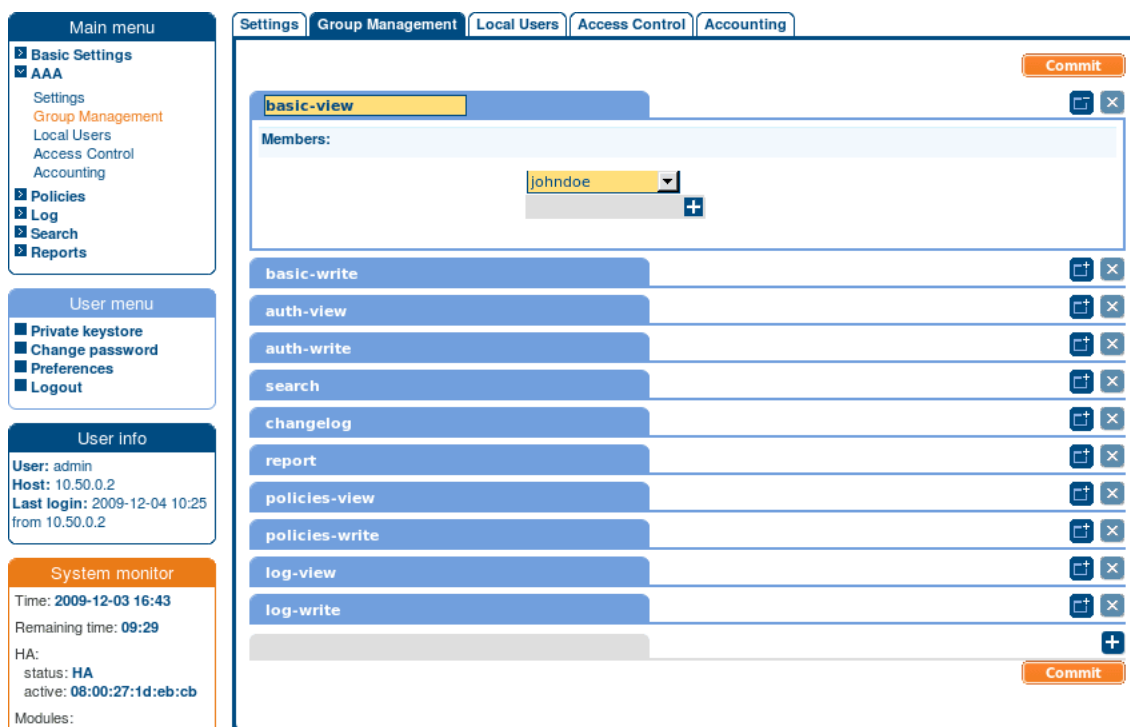 Main menu
Basic Settings
AAA
Settings
Group Management
Local Users
Access Control
Accounting
Policies
Log
Search
Reports
User menu
Private keystore
Change password
Preferences
Logout
User info
User: admin
Host: 10.50.0.2
Last login: 2009-12-04 10:25
from 10.50.0.2
System monitor
Time: 2009-12-03 16:43
Remaining time: 09:29
HA:
status: HA
active: 08:00:27:1d:eb:cb
Modules:
Settings Group Management Local Users Access Control Accounting
Commit
basic-view
Members:
johndoe
basic-write
auth-view
auth-write
search
changelog
report
policies-view
policies-write
log-view
log-write
Commit